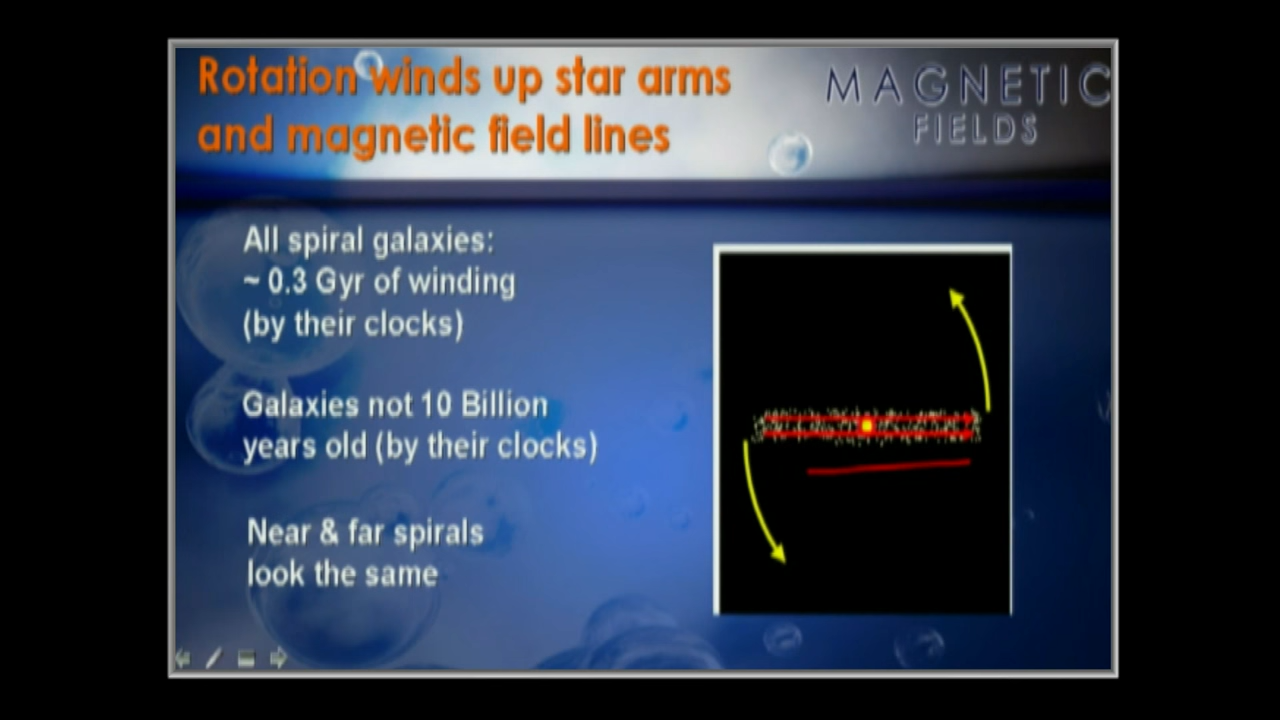 Rotation winds up star arms
and magnetic field lines
MAGNETIC
FIELDS
All spiral galaxies:
~ 0.3 Gyr of winding
(by their clocks)
Galaxies not 10 Billion
years old (by their clocks)
Near & far spirals
look the same